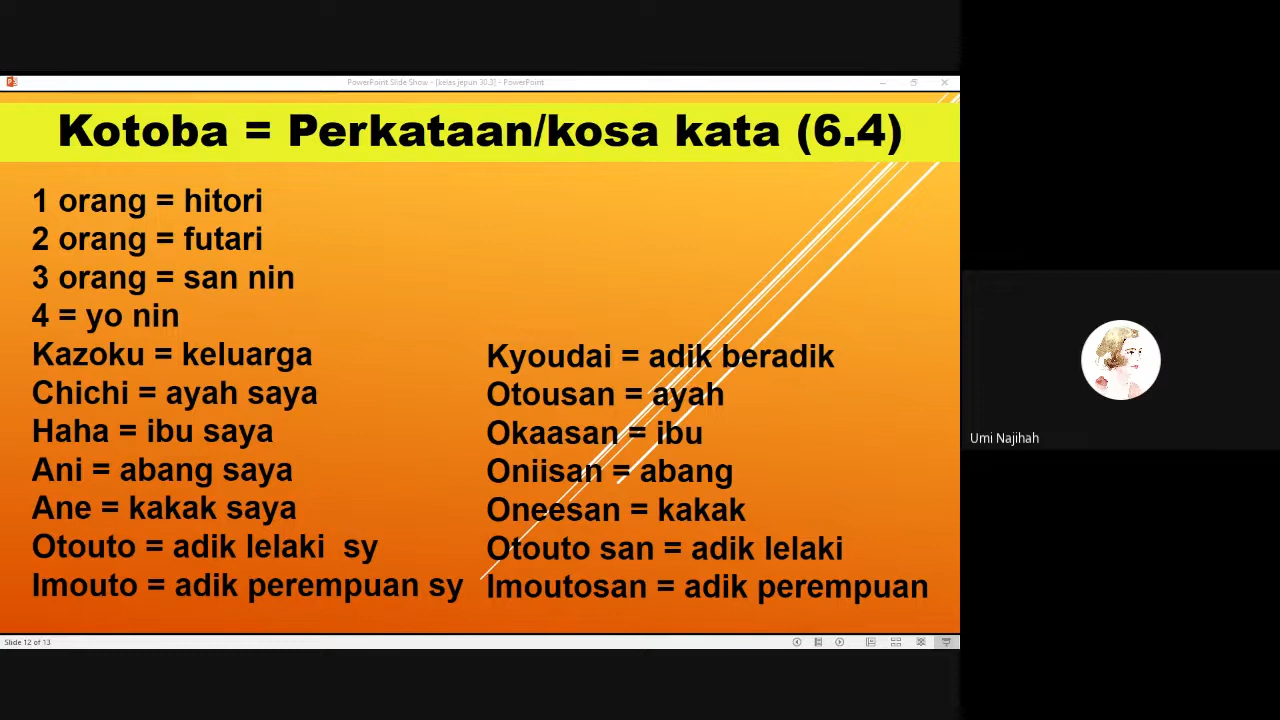 PowerPoint Slide Show - [kelas jepun 30.3] - PowerPoint
Kotoba = Perkataan/kosa kata (6.4)
1 orang = hitori
2 orang = futari
3 orang = san nin
4 = yo nin
Kazoku = keluarga
Chichi = ayah saya
Haha = ibu saya
Ani = abang saya
Ane = kakak saya
Otouto = adik lelaki sy
Imouto = adik perempuan sy
Kyoudai = adik beradik
Otousan = ayah
Okaasan = ibu
Oniisan = abang
Oneesan = kakak
Otouto san = adik lelaki
Imoutosan = adik perempuan
Umi Najihah
Slide 12 of 13